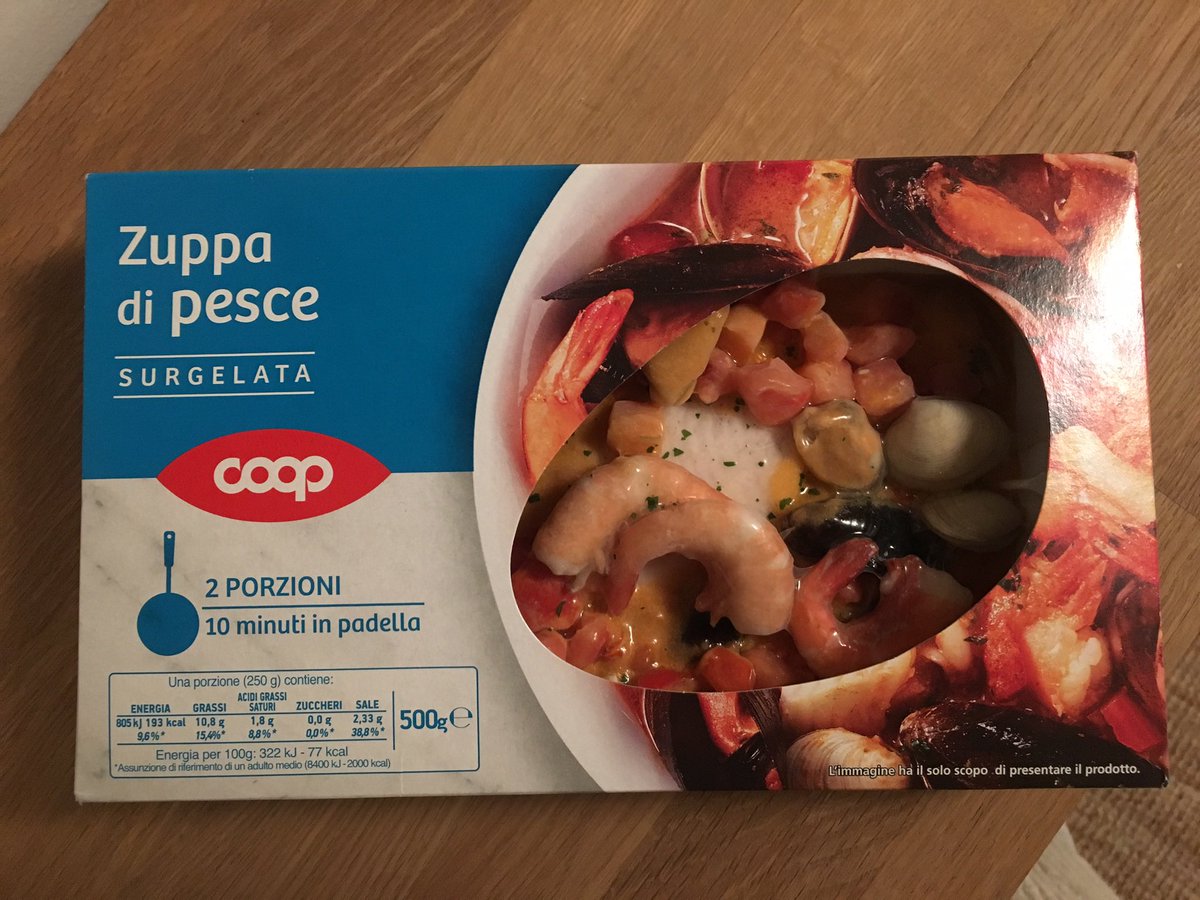 Zuppa
di pesce
SURGELATA
coop
2 PORZIONI
10 minuti in padella
Una porzione (250 g) contiene:
ENERGIA GRASSI ACIDI GRASSI SATURI ZUCCHERI SALE
805 kJ 193 kcal 10,8 g 1,8 g 0,0 g 2,33 g
9,6%* 15,4%* 8,8%* 0,0%* 38,8%*
500g ℮
Energia per 100g: 322 kJ - 77 kcal
*Assunzione di riferimento di un adulto medio (8400 kJ - 2000 kcal)
L'immagine ha il solo scopo di presentare il prodotto.